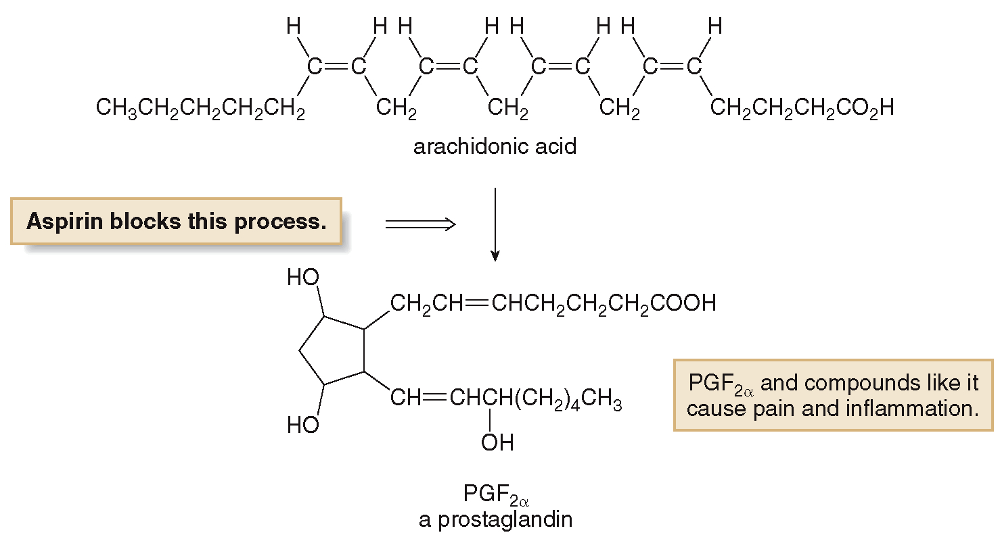 H H H H H H H H
C=C C=C C=C C=C
CH₃CH₂CH₂CH₂CH₂ CH₂ CH₂ CH₂ CH₂CH₂CH₂CO₂H
arachidonic acid
Aspirin blocks this process.
HO
CH₂CH=CHCH₂CH₂CH₂COOH
PGF₂α and compounds like it
cause pain and inflammation.
CH=CHCH(CH₂)₄CH₃
HO
OH
PGF₂α
a prostaglandin